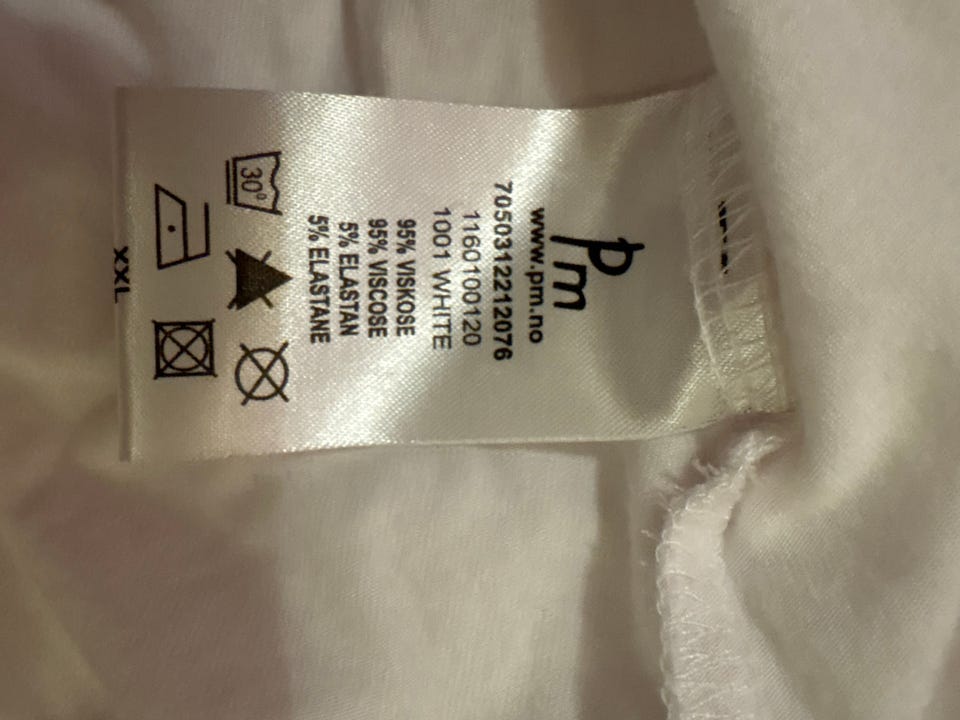 pm
www.pm.no
7050312212076
1160100120
1001 WHITE
95% VISKOSE
95% VISCOSE
5% ELASTAN
5% ELASTANE
30°
XXL